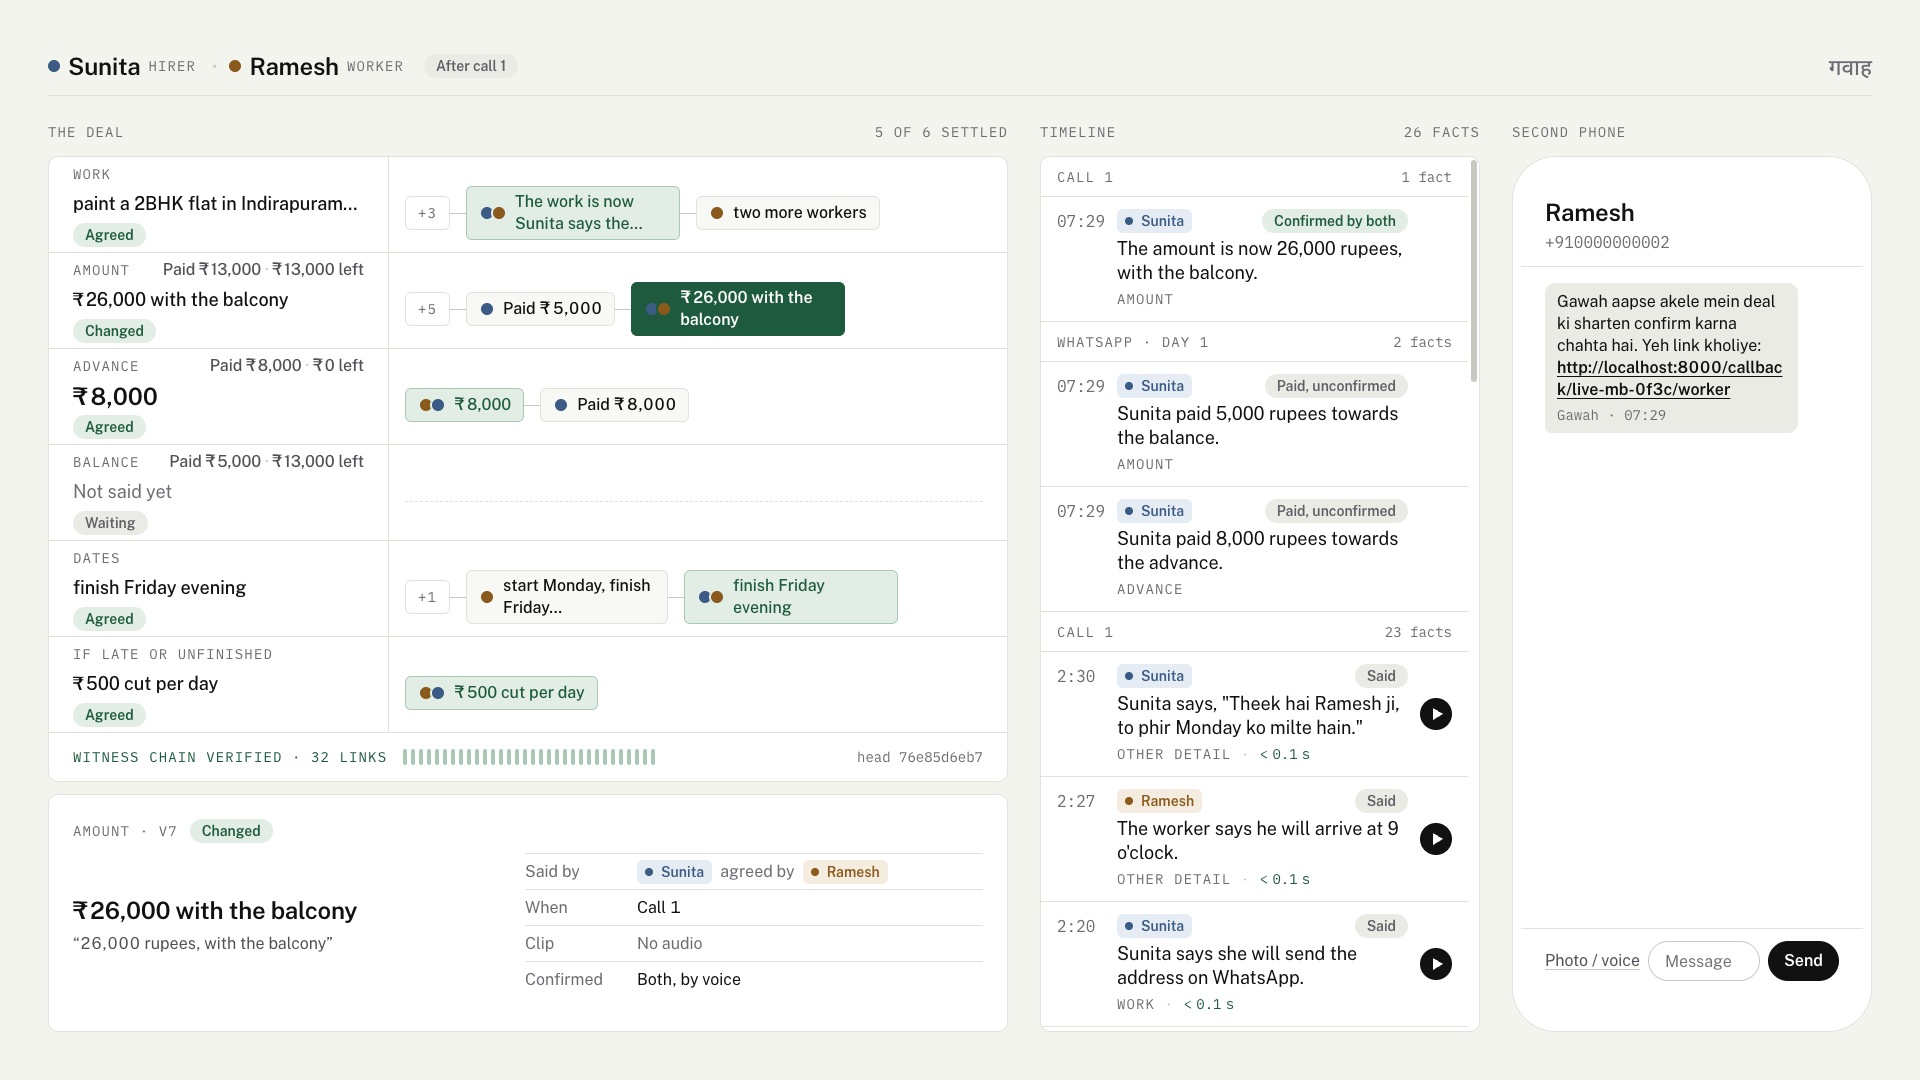 Sunita HIRER · Ramesh WORKER After call 1
गवाह
THE DEAL 5 OF 6 SETTLED
WORK
paint a 2BHK flat in Indirapuram...
Agreed
+3
The work is now
Sunita says the...
two more workers
AMOUNT Paid ₹13,000 · ₹13,000 left
₹26,000 with the balcony
Changed
+5
Paid ₹5,000
₹26,000 with the
balcony
ADVANCE Paid ₹8,000 · ₹0 left
₹8,000
Agreed
₹8,000
Paid ₹8,000
BALANCE Paid ₹5,000 · ₹13,000 left
Not said yet
Waiting
DATES
finish Friday evening
Agreed
+1
start Monday, finish
Friday...
finish Friday
evening
IF LATE OR UNFINISHED
₹500 cut per day
Agreed
₹500 cut per day
WITNESS CHAIN VERIFIED · 32 LINKS head 76e85d6eb7
AMOUNT · V7 Changed
₹26,000 with the balcony
“26,000 rupees, with the balcony”
Said by Sunita agreed by Ramesh
When Call 1
Clip No audio
Confirmed Both, by voice
TIMELINE 26 FACTS
CALL 1 1 fact
07:29 Sunita Confirmed by both
The amount is now 26,000 rupees,
with the balcony.
AMOUNT
WHATSAPP · DAY 1 2 facts
07:29 Sunita Paid, unconfirmed
Sunita paid 5,000 rupees towards
the balance.
AMOUNT
07:29 Sunita Paid, unconfirmed
Sunita paid 8,000 rupees towards
the advance.
ADVANCE
CALL 1 23 facts
2:30 Sunita Said
Sunita says, "Theek hai Ramesh ji,
to phir Monday ko milte hain."
OTHER DETAIL · <0.1 s
2:27 Ramesh Said
The worker says he will arrive at 9
o'clock.
OTHER DETAIL · <0.1 s
2:20 Sunita Said
Sunita says she will send the
address on WhatsApp.
WORK · <0.1 s
SECOND PHONE
Ramesh
+910000000002
Gawah aapse akele mein deal
ki sharten confirm karna
chahta hai. Yeh link kholiye:
http://localhost:8000/callbac
k/live-mb-0f3c/worker
Gawah · 07:29
Photo / voice Message Send